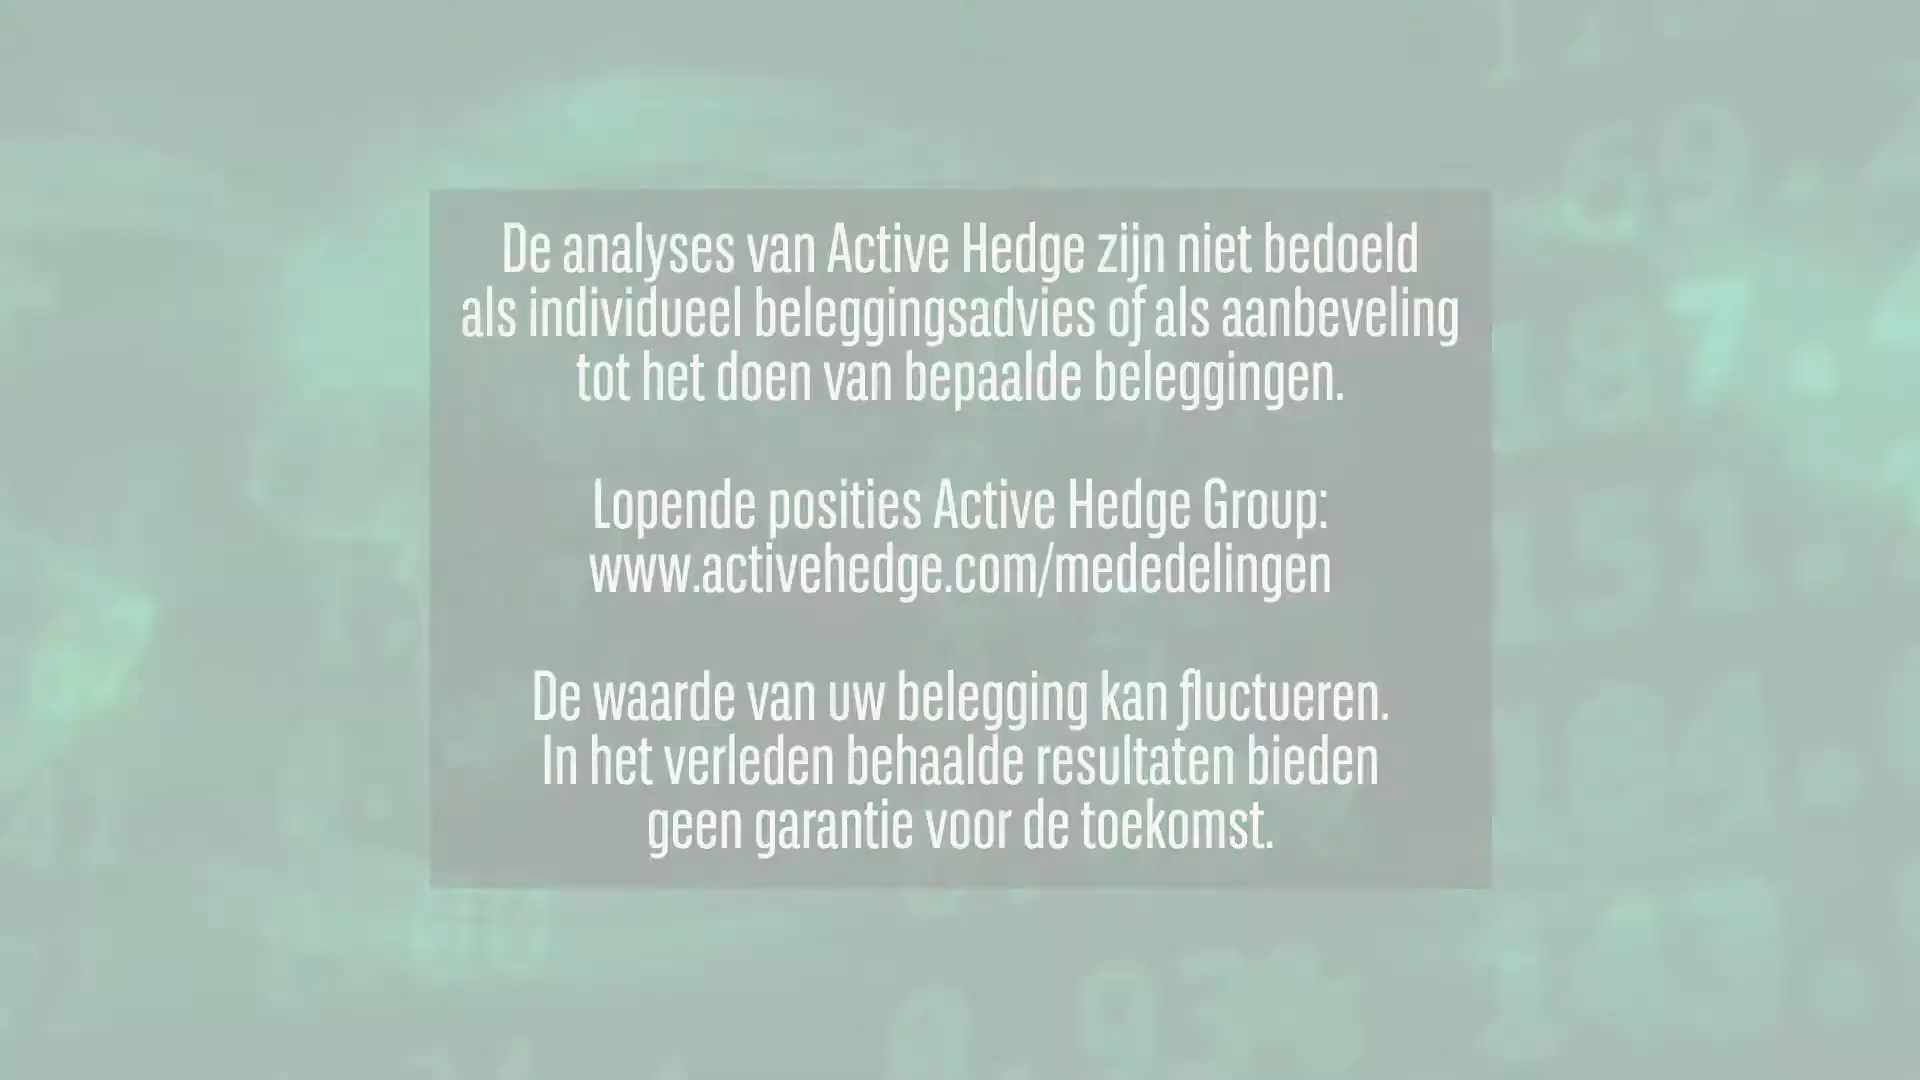 De analyses van Active Hedge zijn niet bedoeld
als individueel beleggingsadvies of als aanbeveling
tot het doen van bepaalde beleggingen.
Lopende posities Active Hedge Group:
www.activehedge.com/mededelingen
De waarde van uw belegging kan fluctueren.
In het verleden behaalde resultaten bieden
geen garantie voor de toekomst.